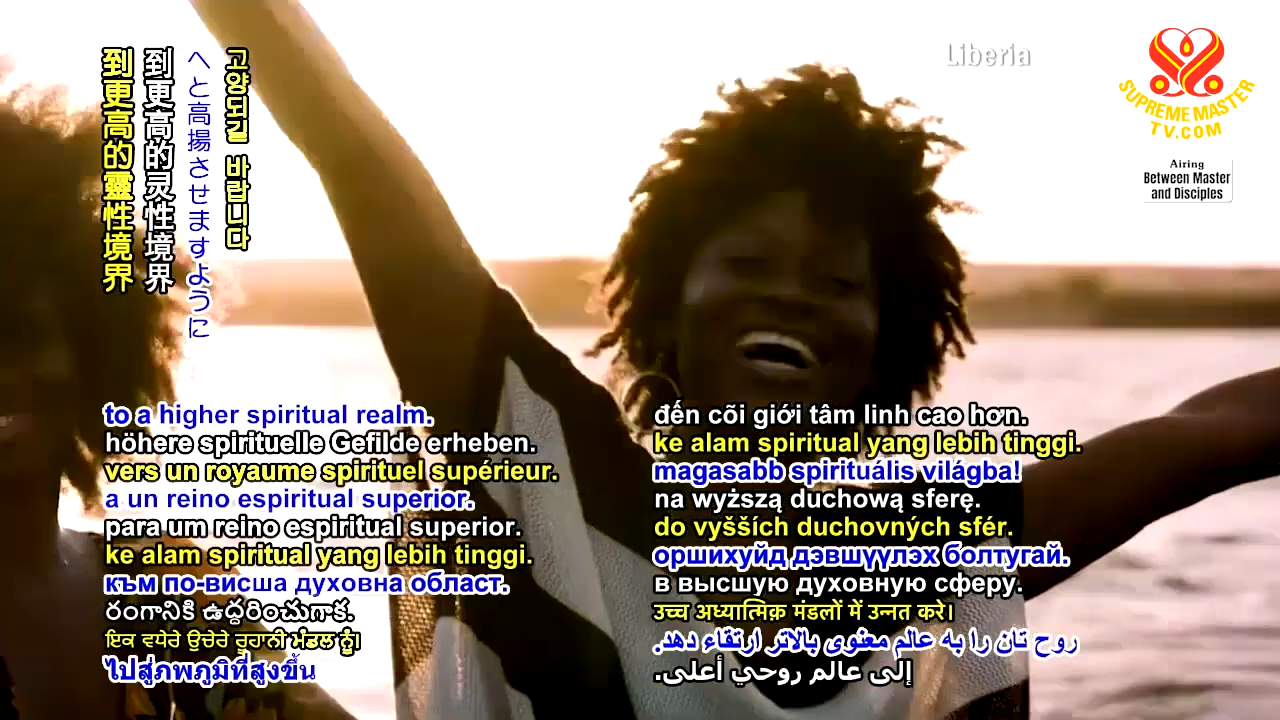 Liberia
SUPREME MASTER
TV.COM
Airing
Between Master
and Disciples
고양되길 바랍니다
へと高揚させますように
到更高的灵性境界
到更高的靈性境界
to a higher spiritual realm.
höhere spirituelle Gefilde erheben.
vers un royaume spirituel supérieur.
a un reino espiritual superior.
para um reino espiritual superior.
ke alam spiritual yang lebih tinggi.
към по-висша духовна област.
రంగానికి ఉద్ధరించుగాక.
ਇਕ ਵਧੇਰੇ ਉਚੇਰੇ ਰੂਹਾਨੀ ਮੰਡਲ ਨੂੰ।
ไปสู่ภพภูมิที่สูงขึ้น
đến cõi giới tâm linh cao hơn.
ke alam spiritual yang lebih tinggi.
magasabb spirituális világba!
na wyższą duchową sferę.
do vyšších duchovných sfér.
оршихуйд дэвшүүлэх болтугай.
в высшую духовную сферу.
उच्च अध्यात्मिक़ मंडलों में उन्नत करे।
روح تان را به عالم معنوی بالاتر ارتقاء دهد.
إلى عالم روحي أعلى.